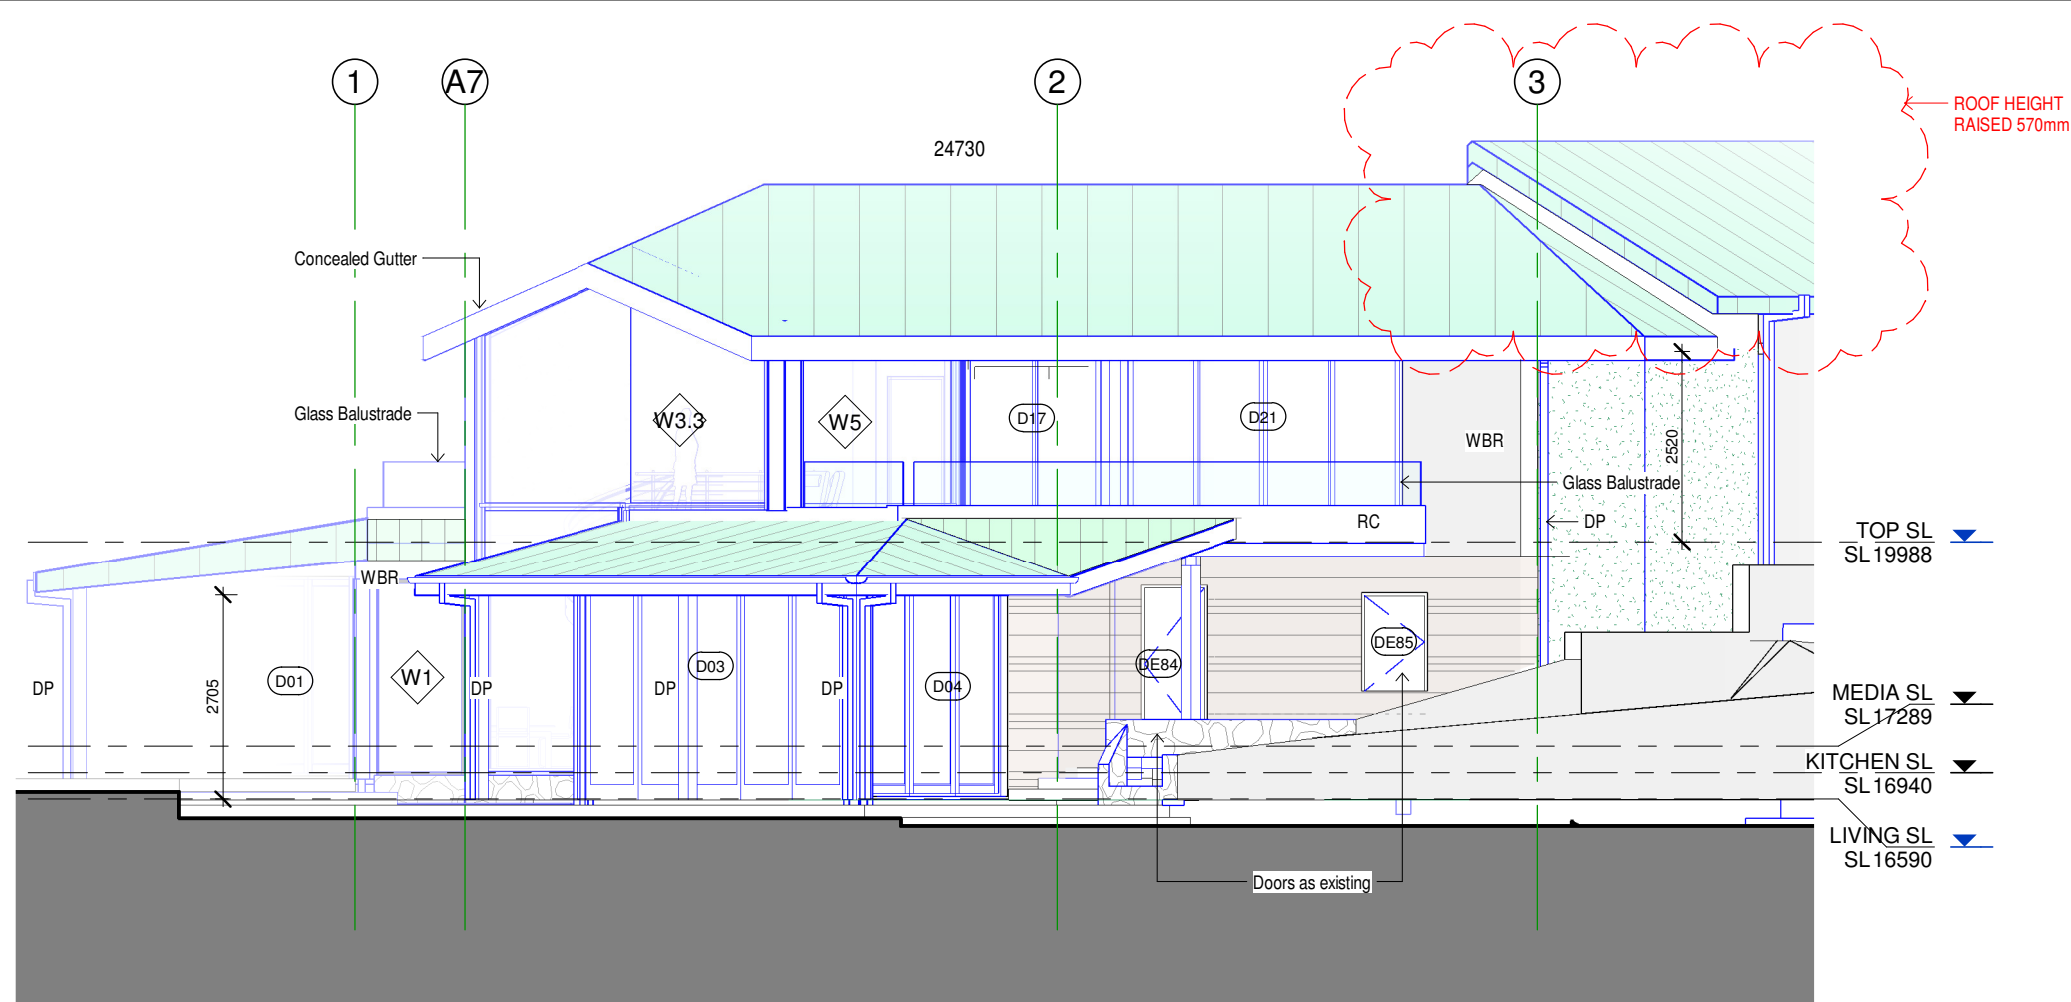 1
A7
2
3
ROOF HEIGHT
RAISED 570mm
24730
Concealed Gutter
Glass Balustrade
W3.3
W5
D17
D21
WBR
2520
Glass Balustrade
RC
DP
TOP SL
SL19988
WBR
DP
2705
D01
W1
DP
DP
D03
DP
D04
DE84
DE85
MEDIA SL
SL17289
KITCHEN SL
SL16940
LIVING SL
SL16590
Doors as existing